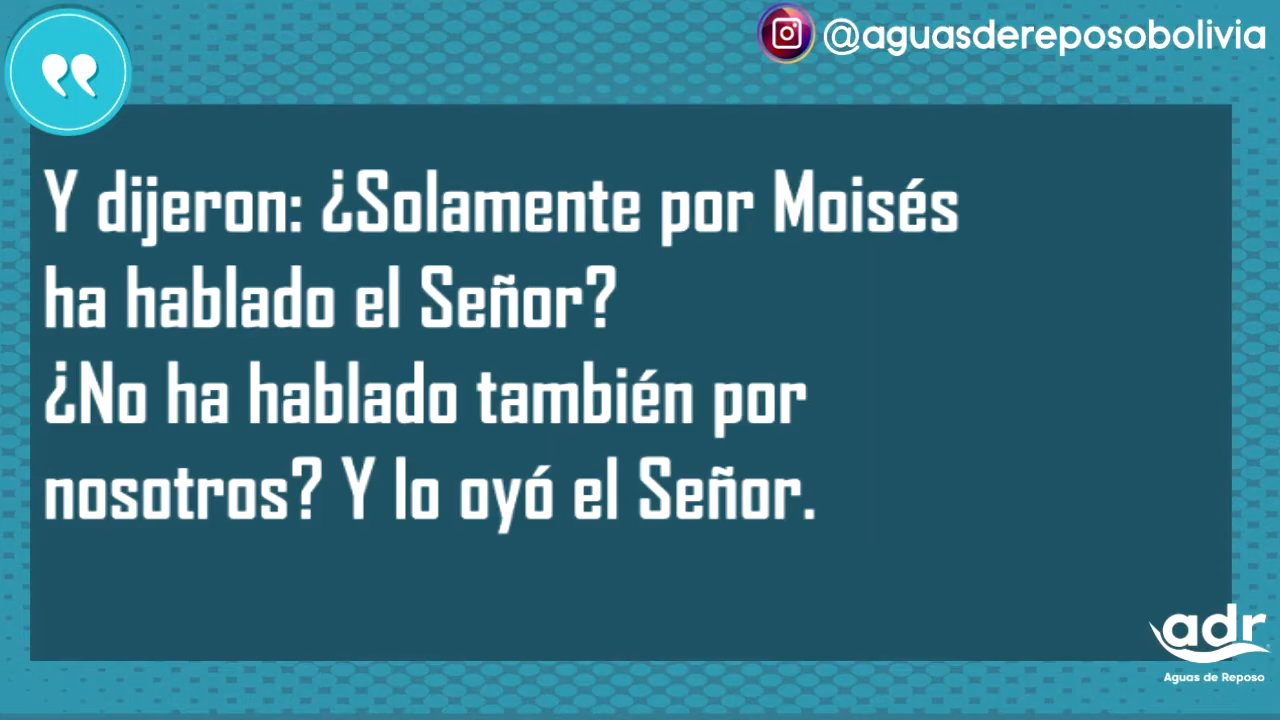 @aguasdereposobolivia
Y dijeron: ¿Solamente por Moisés
ha hablado el Señor?
¿No ha hablado también por
nosotros? Y lo oyó el Señor.
adr
Aguas de Reposo